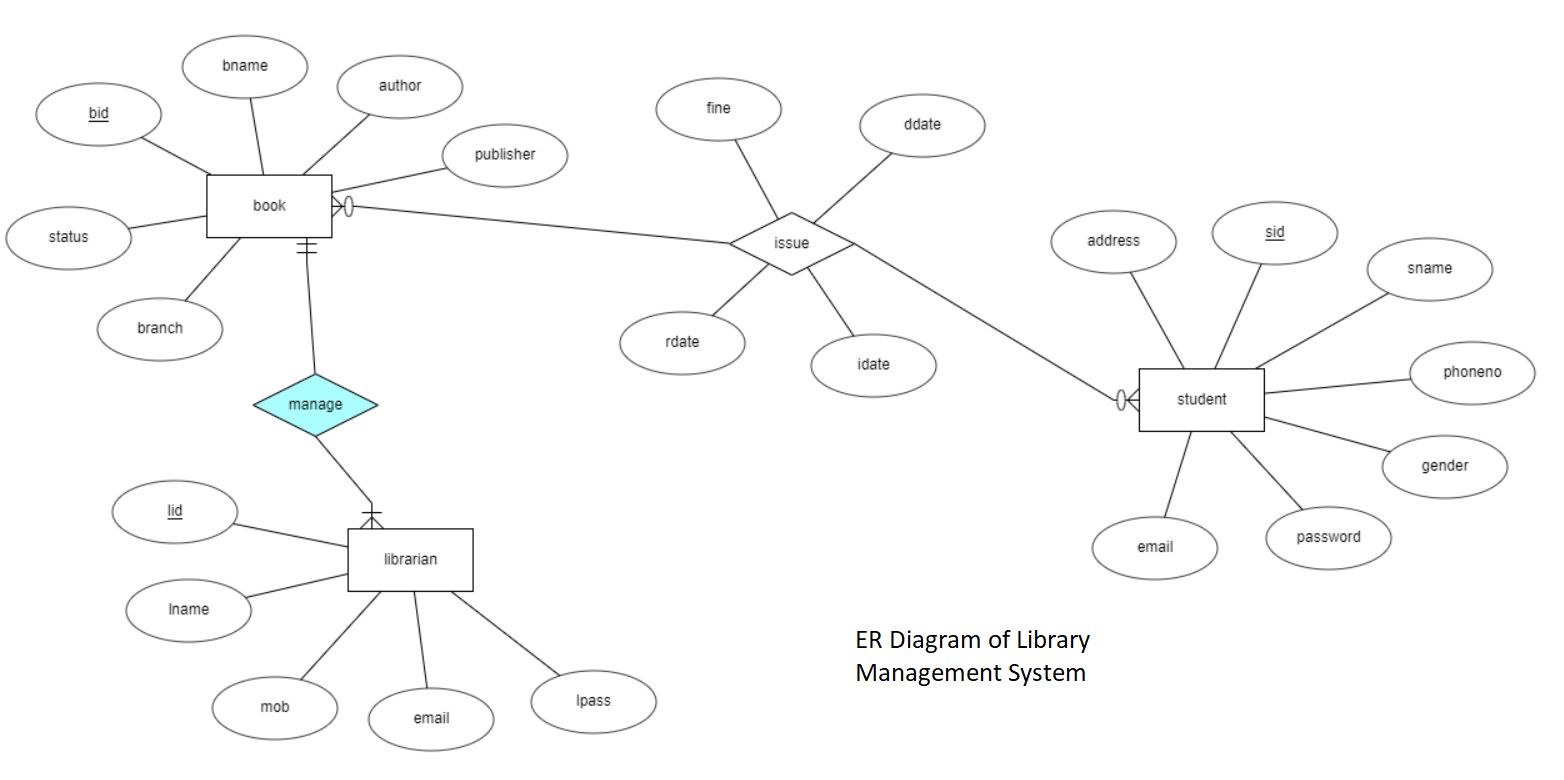 bname
author
bid
publisher
book
status
branch
fine
ddate
issue
rdate
idate
address
sid
sname
phoneno
student
gender
password
email
manage
lid
librarian
lname
mob
email
lpass
ER Diagram of Library
Management System